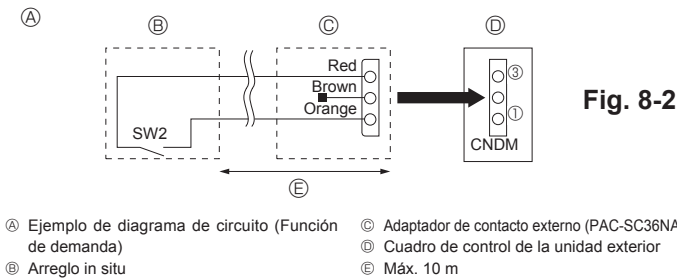 Ⓐ
Ⓑ
Ⓒ
Ⓓ
Red
Brown
Orange
SW2
③
①
CNDM
Fig. 8-2
Ⓔ
Ⓐ Ejemplo de diagrama de circuito (Función
de demanda)
Ⓑ Arreglo in situ
Ⓒ Adaptador de contacto externo (PAC-SC36NA
Ⓓ Cuadro de control de la unidad exterior
Ⓔ Máx. 10 m